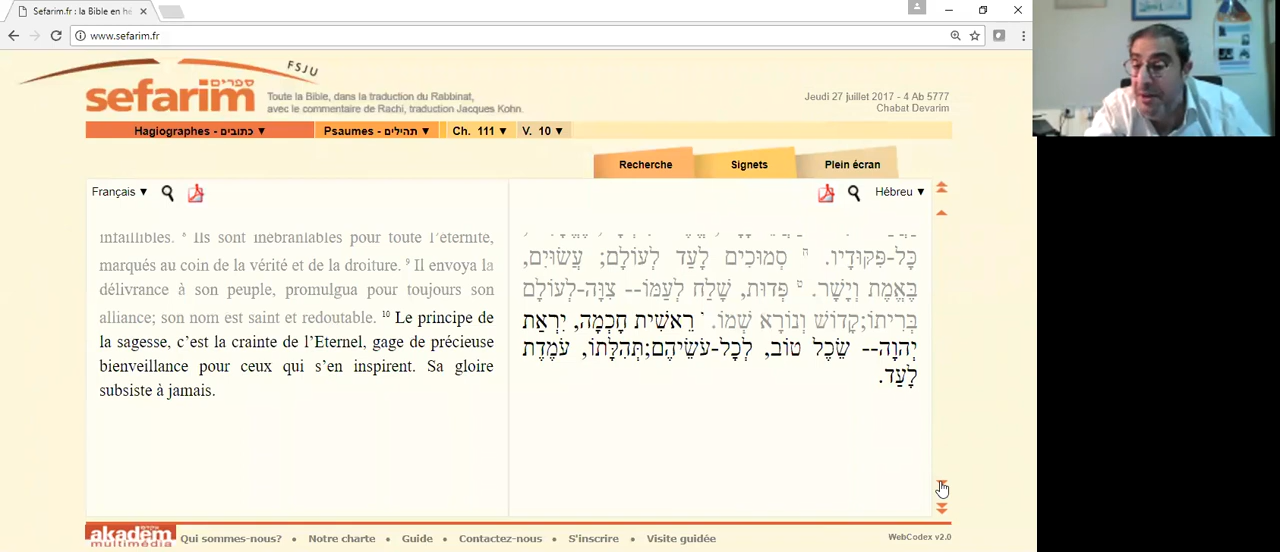 Sefarim.fr : la Bible en hé
www.sefarim.fr
FSJU
ספרים
sefarim
Toute la Bible, dans la traduction du Rabbinat,
avec le commentaire de Rachi, traduction Jacques Kohn.
Jeudi 27 juillet 2017 - 4 Ab 5777
Chabat Devarim
Hagiographes - כתובים ▼ Psaumes - תהילים ▼ Ch. 111 ▼ V. 10 ▼
Recherche Signets Plein écran
Français ▼
infaillibles. 8 Ils sont inébranlables pour toute l'éternité,
marqués au coin de la vérité et de la droiture. 9 Il envoya la
délivrance à son peuple, promulgua pour toujours son
alliance; son nom est saint et redoutable. 10 Le principe de
la sagesse, c'est la crainte de l'Eternel, gage de précieuse
bienveillance pour ceux qui s'en inspirent. Sa gloire
subsiste à jamais.
Hébreu ▼
כָּל-פִּקּוּדָיו. ח סְמוּכִים לָעַד לְעוֹלָם; עֲשׂוּיִם,
בֶּאֱמֶת וְיָשָׁר. ט פְּדוּת, שָׁלַח לְעַמּוֹ-- צִוָּה-לְעוֹלָם
בְּרִיתוֹ;קָדוֹשׁ וְנוֹרָא שְׁמוֹ. י רֵאשִׁית חָכְמָה, יִרְאַת
יְהוָה-- שֵׂכֶל טוֹב, לְכָל-עֹשֵׂיהֶם;תְּהִלָּתוֹ, עֹמֶדֶת
לָעַד.
akadem
multimédia
Qui sommes-nous? Notre charte Guide Contactez-nous S'inscrire Visite guidée
WebCodex v2.0